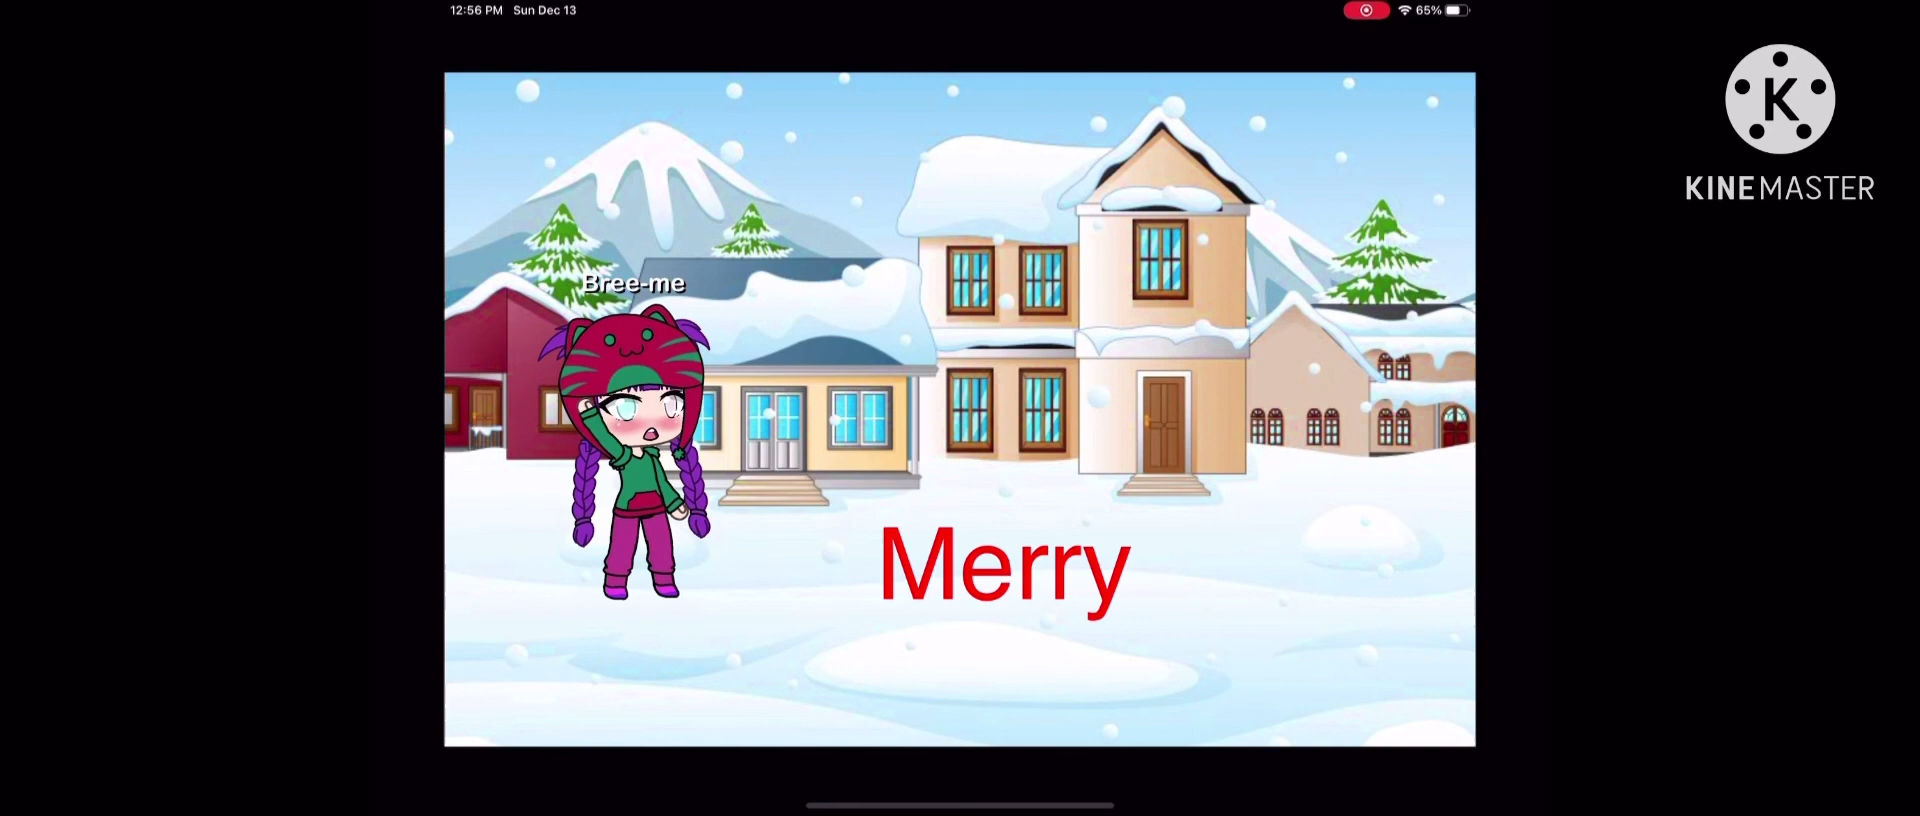 12:56 PM Sun Dec 13
65%
K
KINEMASTER
Bree-me
Merry